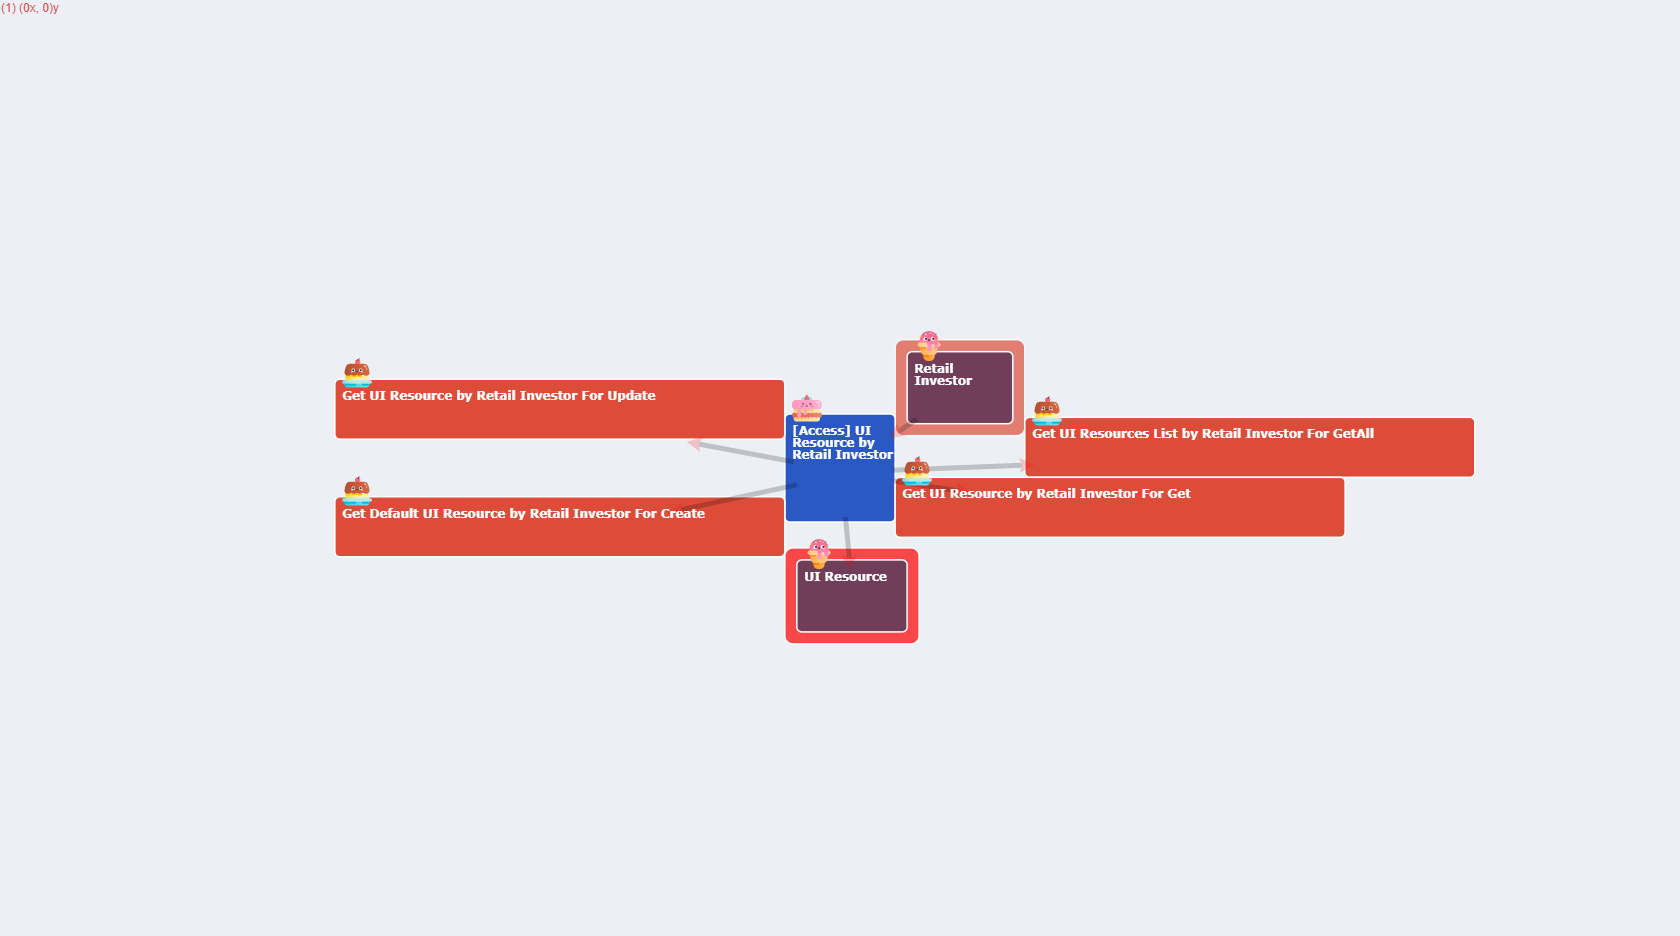 (1) (0x, 0)y
Retail
Investor
Get UI Resource by Retail Investor For Update
[Access] UI
Resource by
Retail Investor
Get UI Resources List by Retail Investor For GetAll
Get UI Resource by Retail Investor For Get
Get Default UI Resource by Retail Investor For Create
UI Resource